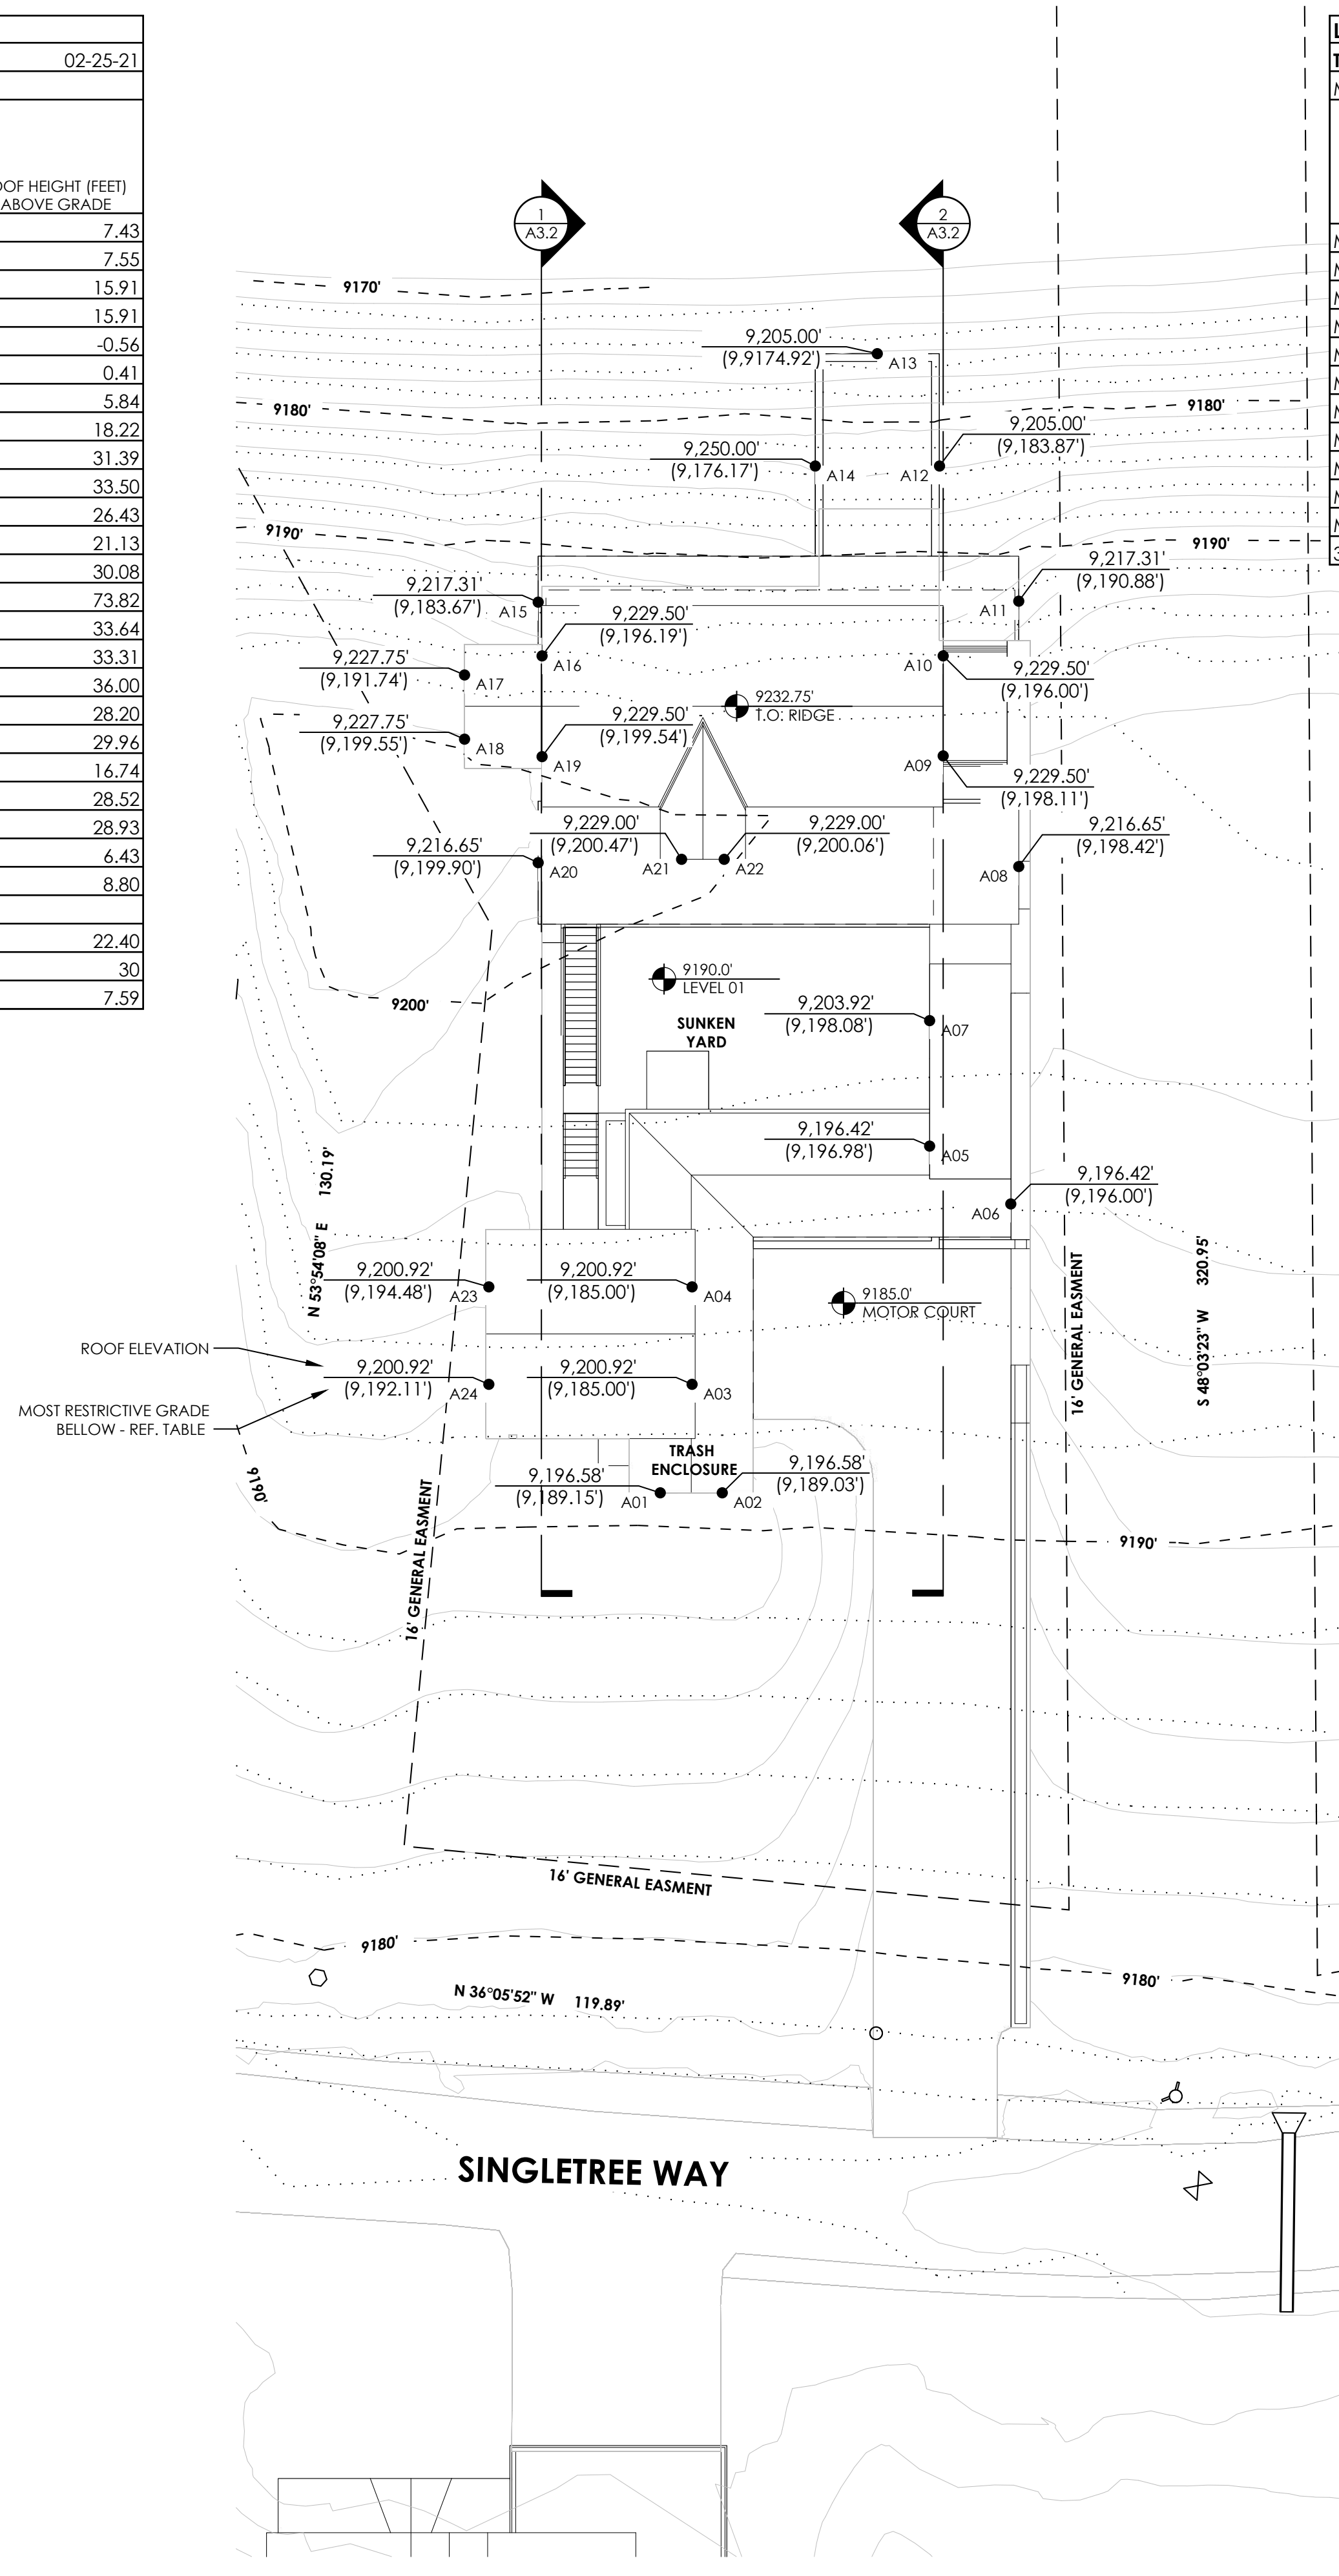 02-25-21
OOF HEIGHT (FEET)
ABOVE GRADE
7.43
7.55
15.91
15.91
-0.56
0.41
5.84
18.22
31.39
33.50
26.43
21.13
30.08
73.82
33.64
33.31
36.00
28.20
29.96
16.74
28.52
28.93
6.43
8.80
22.40
30
7.59
1
A3.2
2
A3.2
9170'
9,205.00'
(9,9174.92')
A13
9180'
9180'
9,250.00'
(9,176.17')
A14
9,205.00'
(9,183.87')
A12
9190'
9190'
9,217.31'
(9,183.67')
A15
9,217.31'
(9,190.88')
A11
9,229.50'
(9,196.19')
A16
A10
9,229.50'
(9,196.00')
9,227.75'
(9,191.74')
A17
9232.75'
T.O. RIDGE
9,227.75'
(9,199.55')
A18
9,229.50'
(9,199.54')
A19
A09
9,229.50'
(9,198.11')
9,229.00'
(9,200.47')
A21
9,229.00'
(9,200.06')
A22
9,216.65'
(9,199.90')
A20
9,216.65'
(9,198.42')
A08
9190.0'
LEVEL 01
9200'
SUNKEN
YARD
9,203.92'
(9,198.08')
A07
9,196.42'
(9,196.98')
A05
9,196.42'
(9,196.00')
A06
N 53°54'08" E 130.19'
9,200.92'
(9,194.48')
A23
9,200.92'
(9,185.00')
A04
9185.0'
MOTOR COURT
16' GENERAL EASMENT
S 48°03'23" W 320.95'
ROOF ELEVATION
9,200.92'
(9,192.11')
A24
9,200.92'
(9,185.00')
A03
MOST RESTRICTIVE GRADE
BELLOW - REF. TABLE
TRASH
ENCLOSURE
9,196.58'
(9,189.15')
A01
9,196.58'
(9,189.03')
A02
9190'
9190'
16' GENERAL EASMENT
16' GENERAL EASMENT
9180'
9180'
N 36°05'52" W 119.89'
SINGLETREE WAY